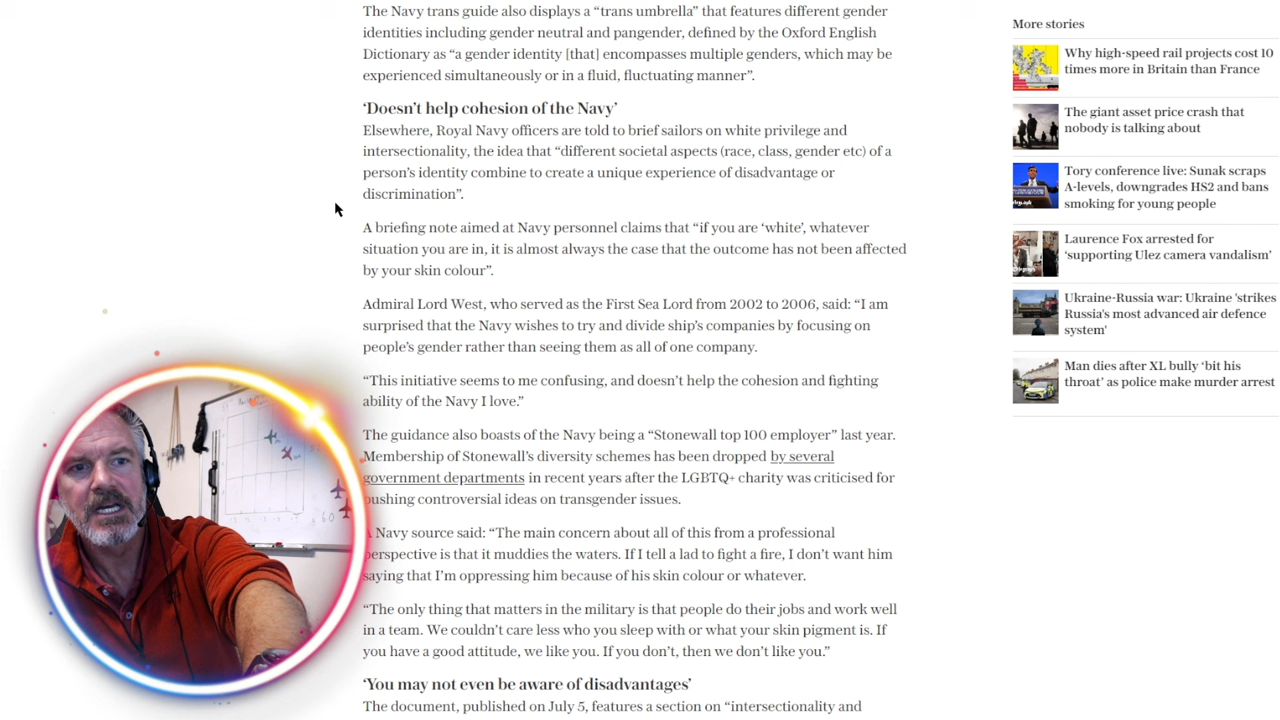 The Navy trans guide also displays a “trans umbrella” that features different gender
identities including gender neutral and pangender, defined by the Oxford English
Dictionary as “a gender identity [that] encompasses multiple genders, which may be
experienced simultaneously or in a fluid, fluctuating manner”.
‘Doesn’t help cohesion of the Navy’
Elsewhere, Royal Navy officers are told to brief sailors on white privilege and
intersectionality, the idea that “different societal aspects (race, class, gender etc) of a
person’s identity combine to create a unique experience of disadvantage or
discrimination”.
A briefing note aimed at Navy personnel claims that “if you are ‘white’, whatever
situation you are in, it is almost always the case that the outcome has not been affected
by your skin colour”.
Admiral Lord West, who served as the First Sea Lord from 2002 to 2006, said: “I am
surprised that the Navy wishes to try and divide ship’s companies by focusing on
people’s gender rather than seeing them as all of one company.
“This initiative seems to me confusing, and doesn’t help the cohesion and fighting
ability of the Navy I love.”
The guidance also boasts of the Navy being a “Stonewall top 100 employer” last year.
Membership of Stonewall’s diversity schemes has been dropped by several
government departments in recent years after the LGBTQ+ charity was criticised for
pushing controversial ideas on transgender issues.
A Navy source said: “The main concern about all of this from a professional
perspective is that it muddies the waters. If I tell a lad to fight a fire, I don’t want him
saying that I’m oppressing him because of his skin colour or whatever.
“The only thing that matters in the military is that people do their jobs and work well
in a team. We couldn’t care less who you sleep with or what your skin pigment is. If
you have a good attitude, we like you. If you don’t, then we don’t like you.”
‘You may not even be aware of disadvantages’
The document, published on July 5, features a section on “intersectionality and
More stories
Why high-speed rail projects cost 10
times more in Britain than France
The giant asset price crash that
nobody is talking about
Tory conference live: Sunak scraps
A-levels, downgrades HS2 and bans
smoking for young people
Laurence Fox arrested for
‘supporting Ulez camera vandalism’
Ukraine-Russia war: Ukraine 'strikes
Russia's most advanced air defence
system'
Man dies after XL bully ‘bit his
throat’ as police make murder arrest